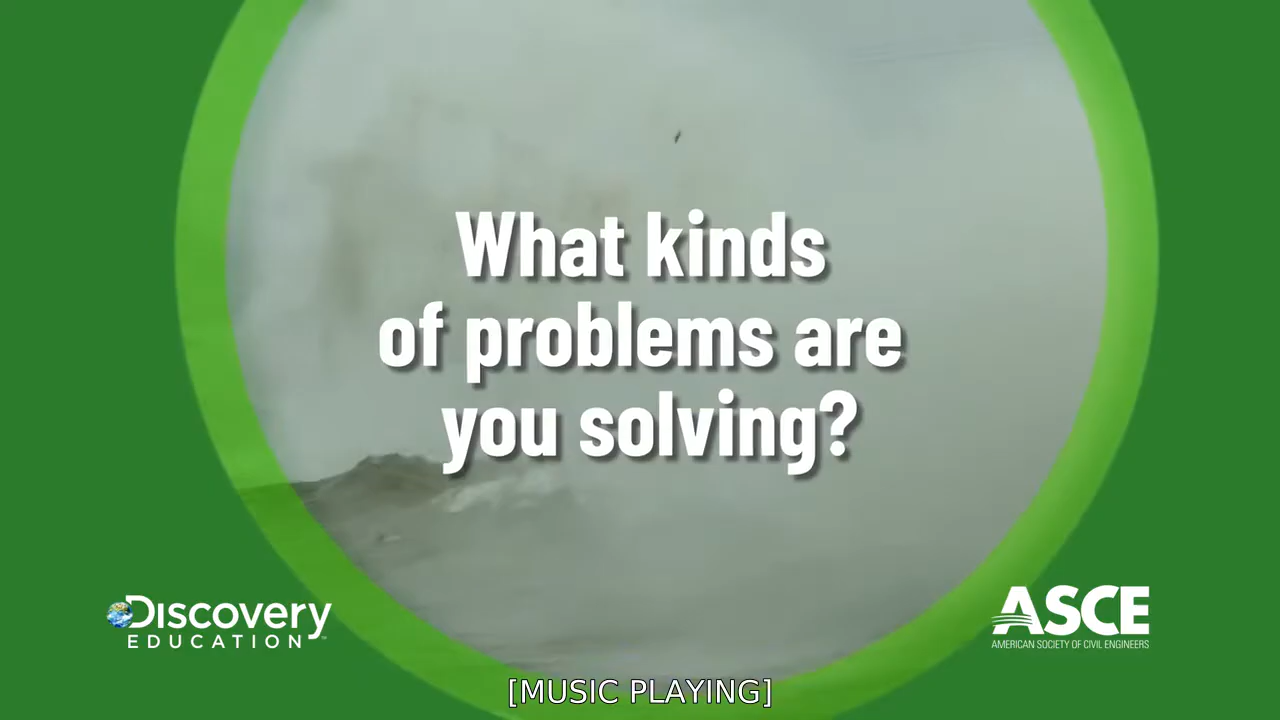 What kinds
of problems are
you solving?
Discovery
EDUCATION
ASCE
AMERICAN SOCIETY OF CIVIL ENGINEERS
[MUSIC PLAYING]